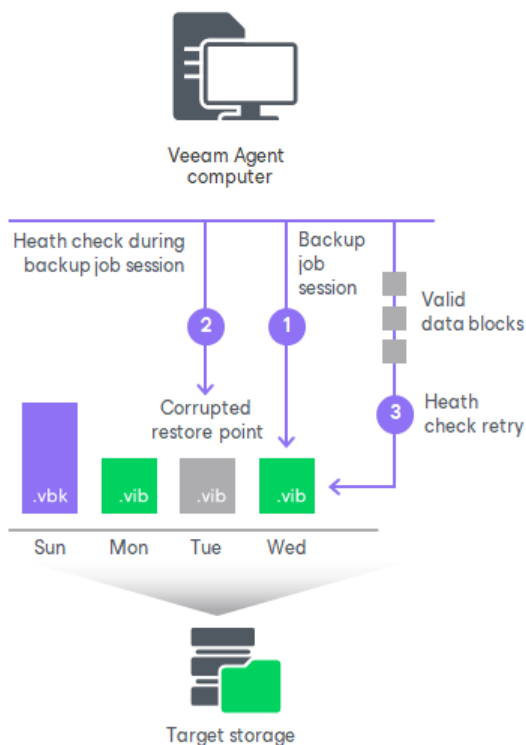 Veeam Agent
computer
Heath check during
backup job session
Backup
job
session
Valid
data blocks
2
1
3
Heath
check retry
Corrupted
restore point
.vbk
.vib
.vib
.vib
Sun
Mon
Tue
Wed
Target storage